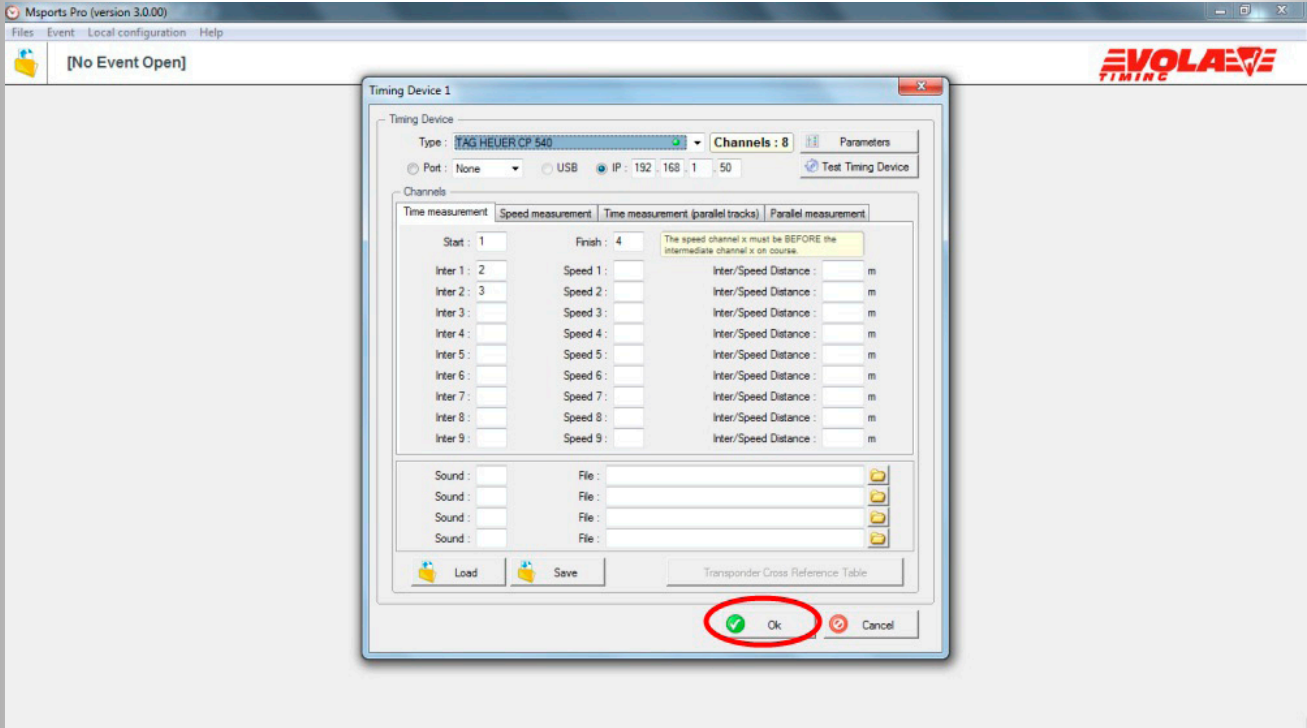 Msports Pro (version 3.0.00)
Files Event Local configuration Help
[No Event Open]
VOLA
TIMING
Timing Device 1
Timing Device
Type : TAG HEUER CP 540 Channels : 8 Parameters
Port : None USB IP : 192 . 168 . 1 . 50 Test Timing Device
Channels
Time measurement Speed measurement Time measurement (parallel tracks) Parallel measurement
Start : 1 Finish : 4 The speed channel x must be BEFORE the
intermediate channel x on course.
Inter 1 : 2 Speed 1 : Inter/Speed Distance : m
Inter 2 : 3 Speed 2 : Inter/Speed Distance : m
Inter 3 : Speed 3 : Inter/Speed Distance : m
Inter 4 : Speed 4 : Inter/Speed Distance : m
Inter 5 : Speed 5 : Inter/Speed Distance : m
Inter 6 : Speed 6 : Inter/Speed Distance : m
Inter 7 : Speed 7 : Inter/Speed Distance : m
Inter 8 : Speed 8 : Inter/Speed Distance : m
Inter 9 : Speed 9 : Inter/Speed Distance : m
Sound : File :
Sound : File :
Sound : File :
Sound : File :
Load Save Transponder Cross Reference Table
Ok Cancel